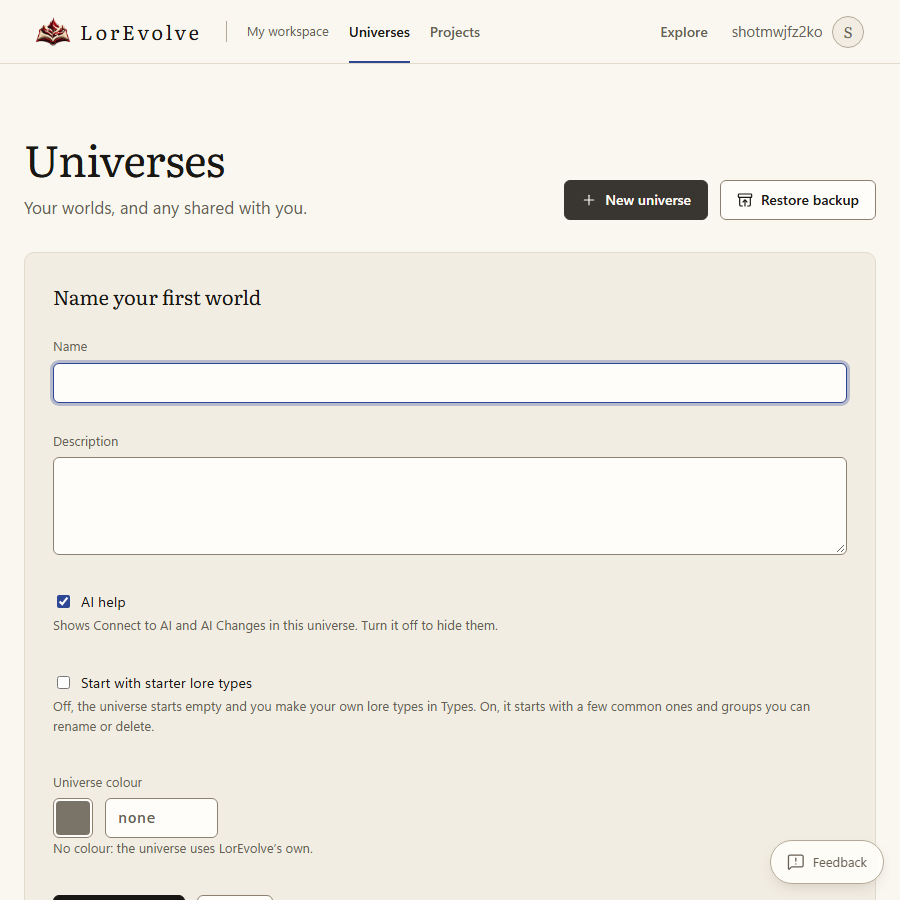 LorEvolve
My workspace
Universes
Projects
Explore
shotmwjfz2ko
S
Universes
Your worlds, and any shared with you.
New universe
Restore backup
Name your first world
Name
Description
AI help
Shows Connect to AI and AI Changes in this universe. Turn it off to hide them.
Start with starter lore types
Off, the universe starts empty and you make your own lore types in Types. On, it starts with a few common ones and groups you can
rename or delete.
Universe colour
none
No colour: the universe uses LorEvolve’s own.
Feedback